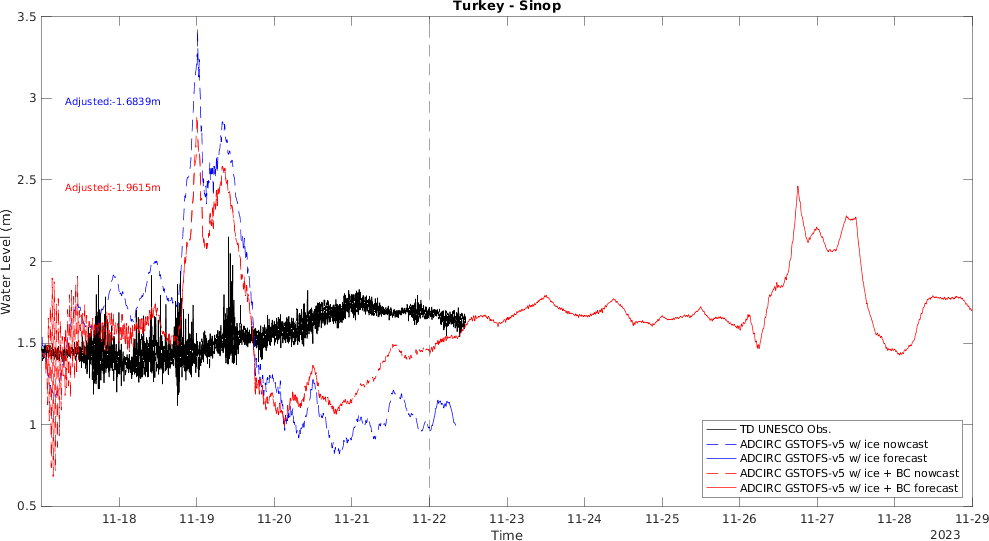 Turkey - Sinop
3.5
3
2.5
2
1.5
1
0.5
Water Level (m)
Adjusted:-1.6839m
Adjusted:-1.9615m
TD UNESCO Obs.
ADCIRC GSTOFS-v5 w/ ice nowcast
ADCIRC GSTOFS-v5 w/ ice forecast
ADCIRC GSTOFS-v5 w/ ice + BC nowcast
ADCIRC GSTOFS-v5 w/ ice + BC forecast
11-18 11-19 11-20 11-21 11-22 11-23 11-24 11-25 11-26 11-27 11-28 11-29
Time
2023